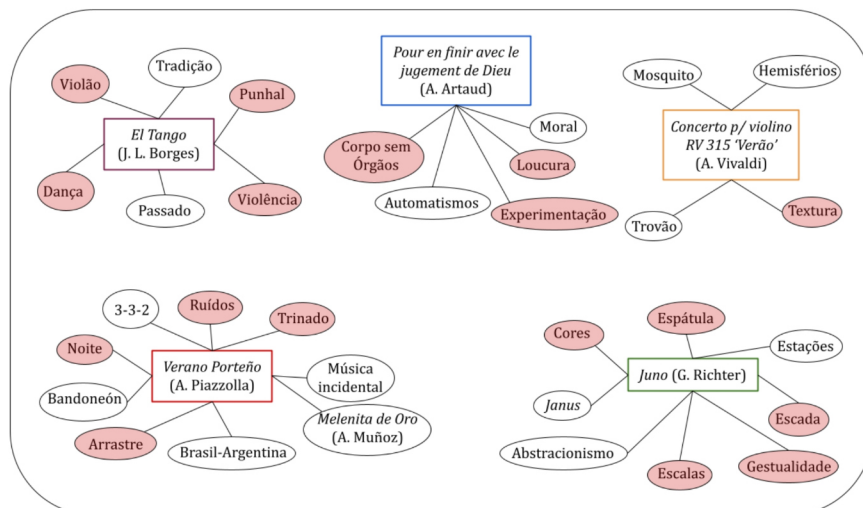 Violão
Tradição
Punhal
El Tango
(J. L. Borges)
Dança
Passado
Violência
Pour en finir avec le
jugement de Dieu
(A. Artaud)
Corpo sem
Órgãos
Automatismos
Experimentação
Loucura
Moral
Mosquito
Hemisférios
Concerto p/ violino
RV 315 'Verão'
(A. Vivaldi)
Trovão
Textura
3-3-2
Ruídos
Trinado
Noite
Verano Porteño
(A. Piazzolla)
Música
incidental
Bandoneón
Melenita de Oro
(A. Muñoz)
Arrastre
Brasil-Argentina
Cores
Espátula
Estações
Juno (G. Richter)
Janus
Escada
Abstracionismo
Escalas
Gestualidade